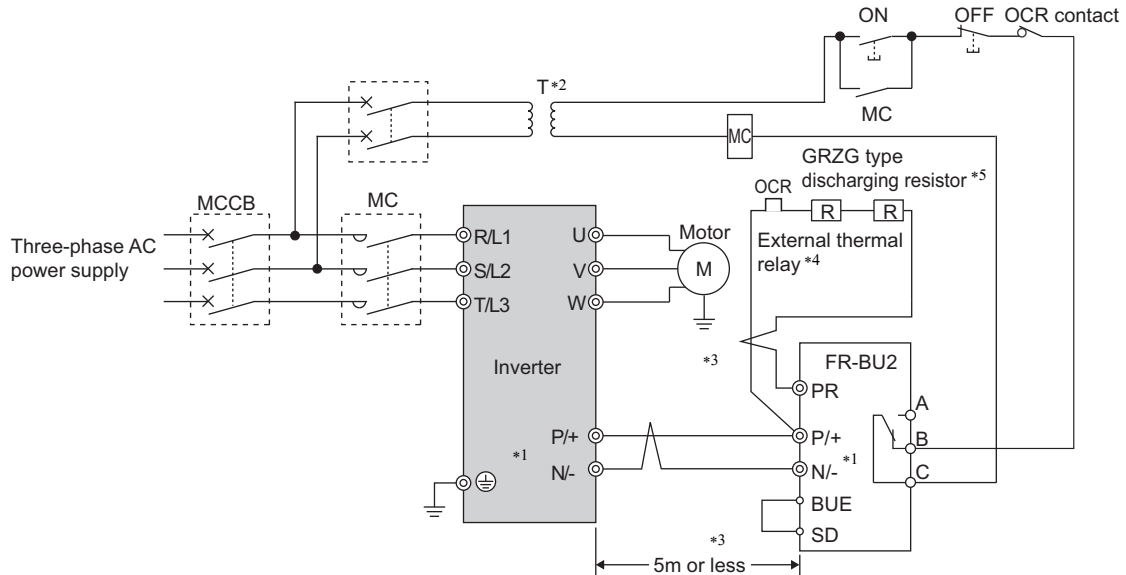 ON
OFF
OCR contact
T*2
MC
MC
GRZG type
discharging resistor *5
OCR
R
R
External thermal
relay *4
MCCB
MC
Three-phase AC
power supply
R/L1
S/L2
T/L3
U
V
W
Motor
M
Inverter
*3
FR-BU2
PR
A
P/+
P/+
B
*1
N/-
N/-
*1
C
BUE
SD
*3
5m or less